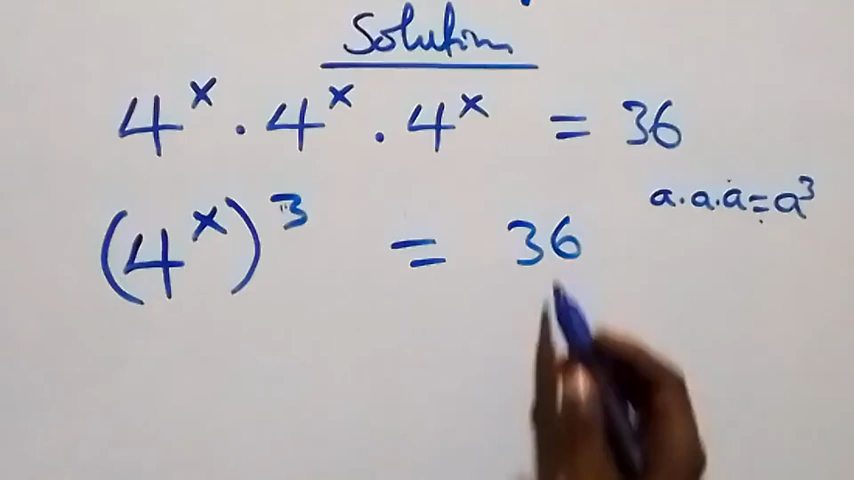 Solution
4^x · 4^x · 4^x = 36
a.a.a=a^3
(4^x)^3 = 36